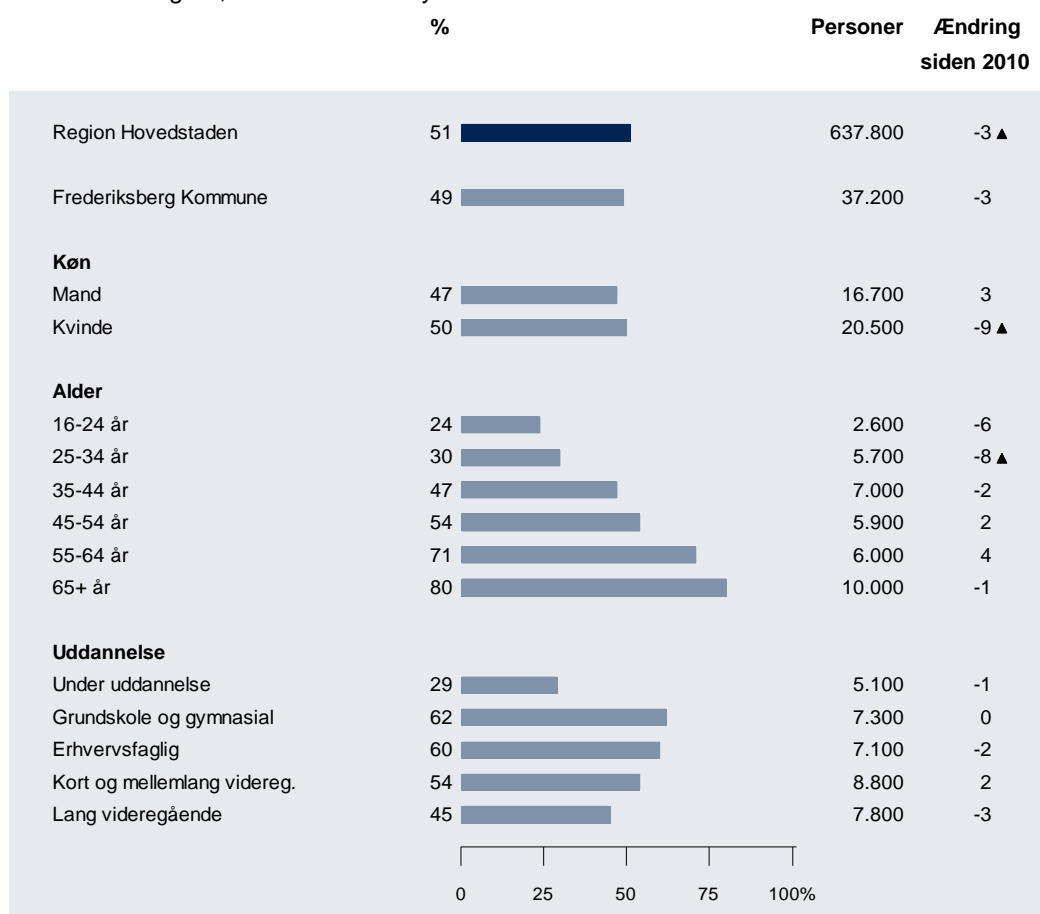 % Personer Ændring
siden 2010
Region Hovedstaden 51 637.800 -3 ▲
Frederiksberg Kommune 49 37.200 -3
Køn
Mand 47 16.700 3
Kvinde 50 20.500 -9 ▲
Alder
16-24 år 24 2.600 -6
25-34 år 30 5.700 -8 ▲
35-44 år 47 7.000 -2
45-54 år 54 5.900 2
55-64 år 71 6.000 4
65+ år 80 10.000 -1
Uddannelse
Under uddannelse 29 5.100 -1
Grundskole og gymnasial 62 7.300 0
Erhvervsfaglig 60 7.100 -2
Kort og mellemlang videreg. 54 8.800 2
Lang videregående 45 7.800 -3
0 25 50 75 100%